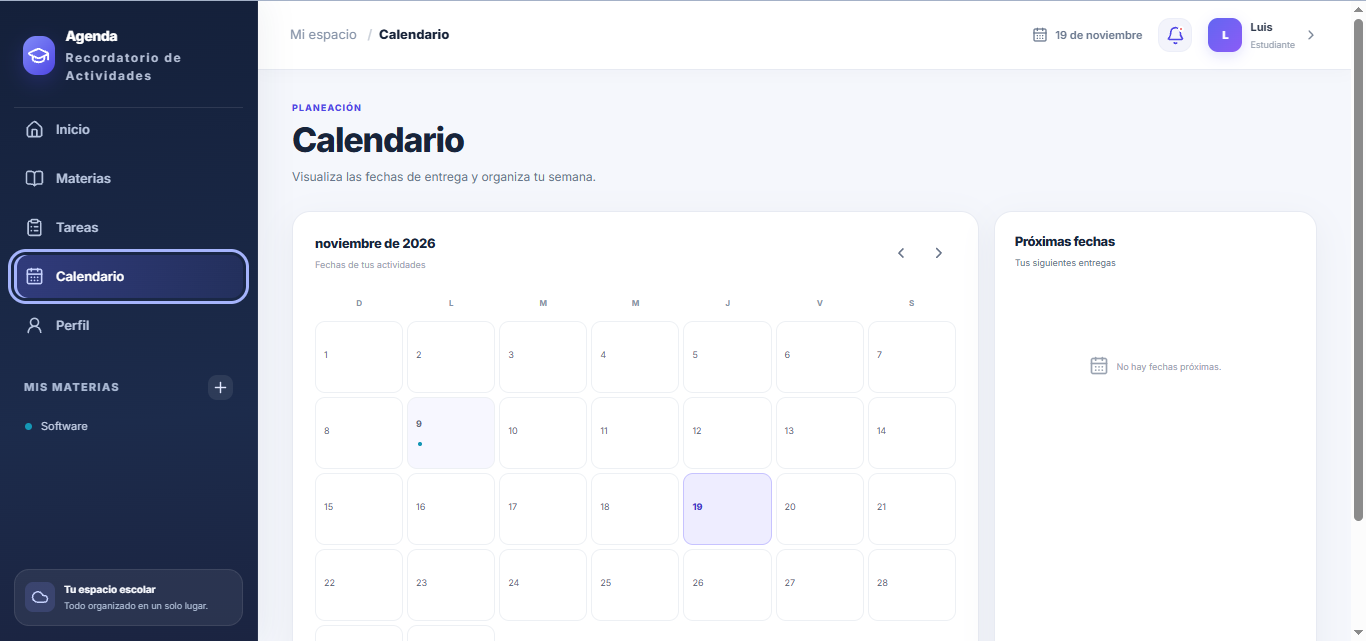 Agenda
Recordatorio de
Actividades
Inicio
Materias
Tareas
Calendario
Perfil
MIS MATERIAS
Software
Tu espacio escolar
Todo organizado en un solo lugar.
Mi espacio / Calendario
19 de noviembre
L
Luis
Estudiante
PLANEACIÓN
Calendario
Visualiza las fechas de entrega y organiza tu semana.
noviembre de 2026
Fechas de tus actividades
D L M M J V S
1 2 3 4 5 6 7
8 9 10 11 12 13 14
15 16 17 18 19 20 21
22 23 24 25 26 27 28
Próximas fechas
Tus siguientes entregas
No hay fechas próximas.